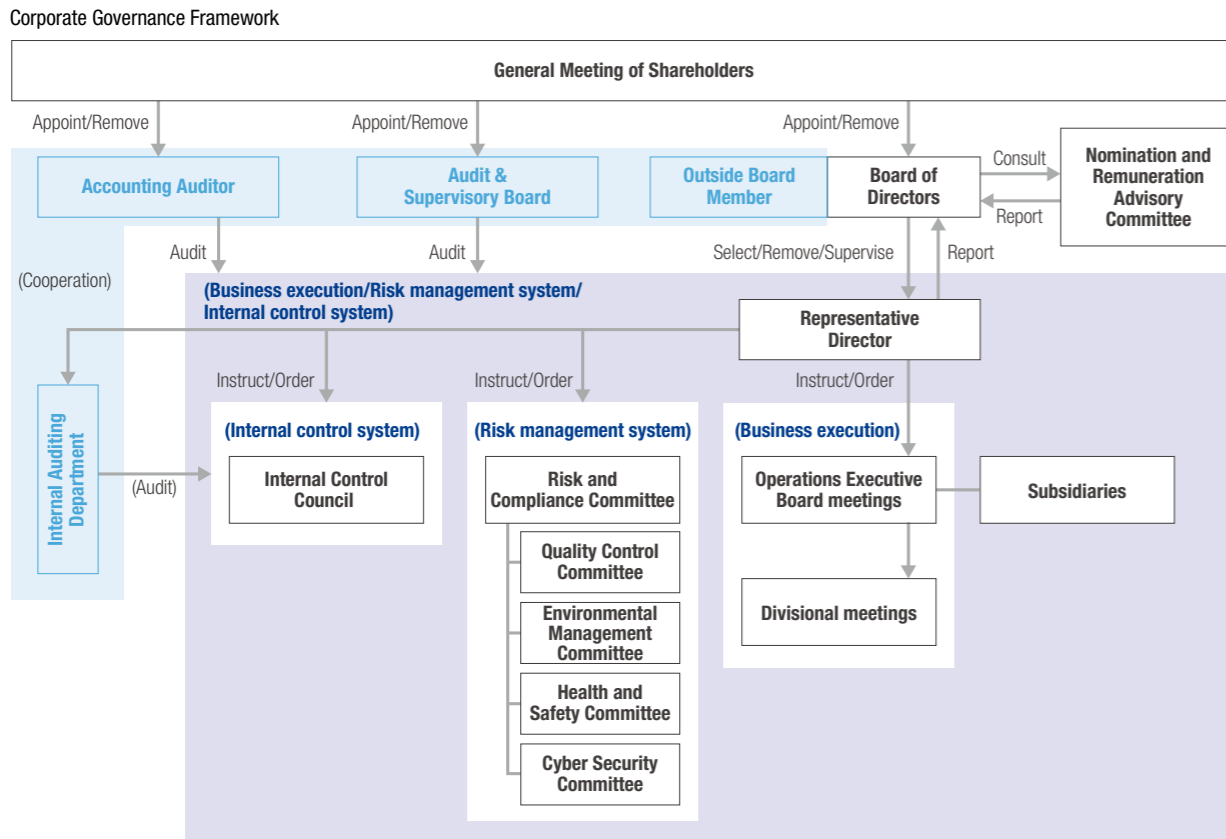 Corporate Governance Framework
General Meeting of Shareholders
Appoint/Remove
Appoint/Remove
Appoint/Remove
Accounting Auditor
Audit &
Supervisory Board
Outside Board
Member
Board of
Directors
Consult
Report
Nomination and
Remuneration
Advisory
Committee
Audit
Audit
Select/Remove/Supervise
Report
(Cooperation)
(Business execution/Risk management system/
Internal control system)
Representative
Director
Instruct/Order
Instruct/Order
Instruct/Order
Internal Auditing
Department
(Audit)
(Internal control system)
Internal Control
Council
(Risk management system)
Risk and
Compliance Committee
Quality Control
Committee
Environmental
Management
Committee
Health and
Safety Committee
Cyber Security
Committee
(Business execution)
Operations Executive
Board meetings
Subsidiaries
Divisional meetings